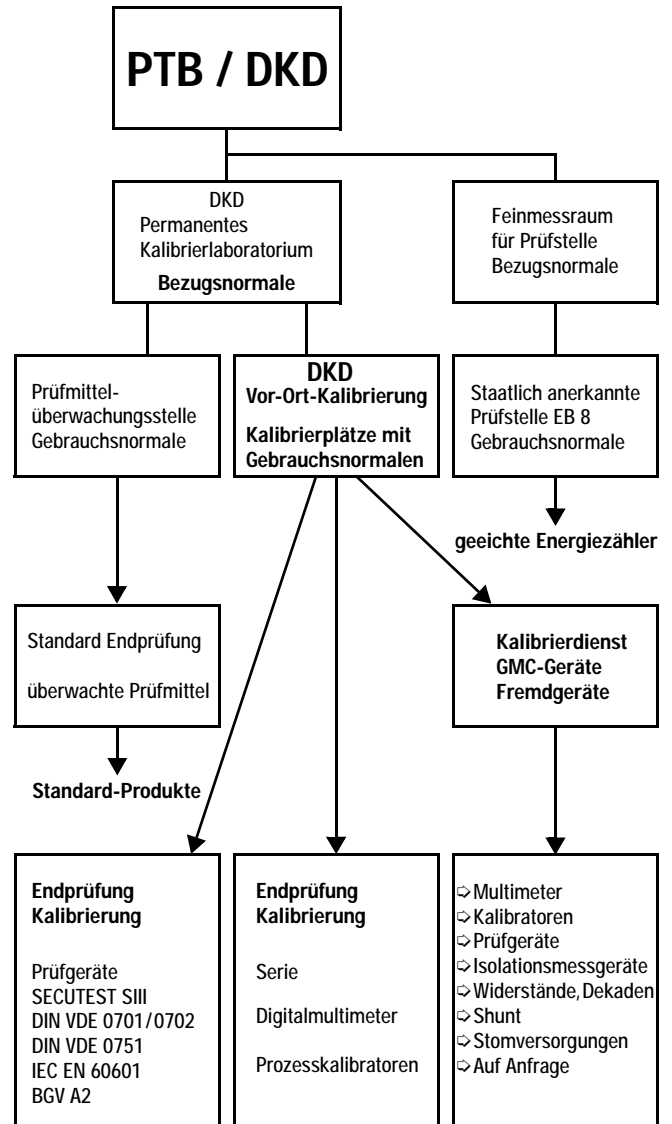 PTB / DKD
DKD
Permanentes
Kalibrierlaboratorium
Bezugsnormale
Feinmessraum
für Prüfstelle
Bezugsnormale
Prüfmittel-
überwachungsstelle
Gebrauchsnormale
DKD
Vor-Ort-Kalibrierung
Kalibrierplätze mit
Gebrauchsnormalen
Staatlich anerkannte
Prüfstelle EB 8
Gebrauchsnormale
geeichte Energiezähler
Standard Endprüfung
überwachte Prüfmittel
Kalibrierdienst
GMC-Geräte
Fremdgeräte
Standard-Produkte
Endprüfung
Kalibrierung
Prüfgeräte
SECUTEST SIII
DIN VDE 0701/0702
DIN VDE 0751
IEC EN 60601
BGV A2
Endprüfung
Kalibrierung
Serie
Digitalmultimeter
Prozesskalibratoren
➪ Multimeter
➪ Kalibratoren
➪ Prüfgeräte
➪ Isolationsmessgeräte
➪ Widerstände, Dekaden
➪ Shunt
➪ Stomversorgungen
➪ Auf Anfrage